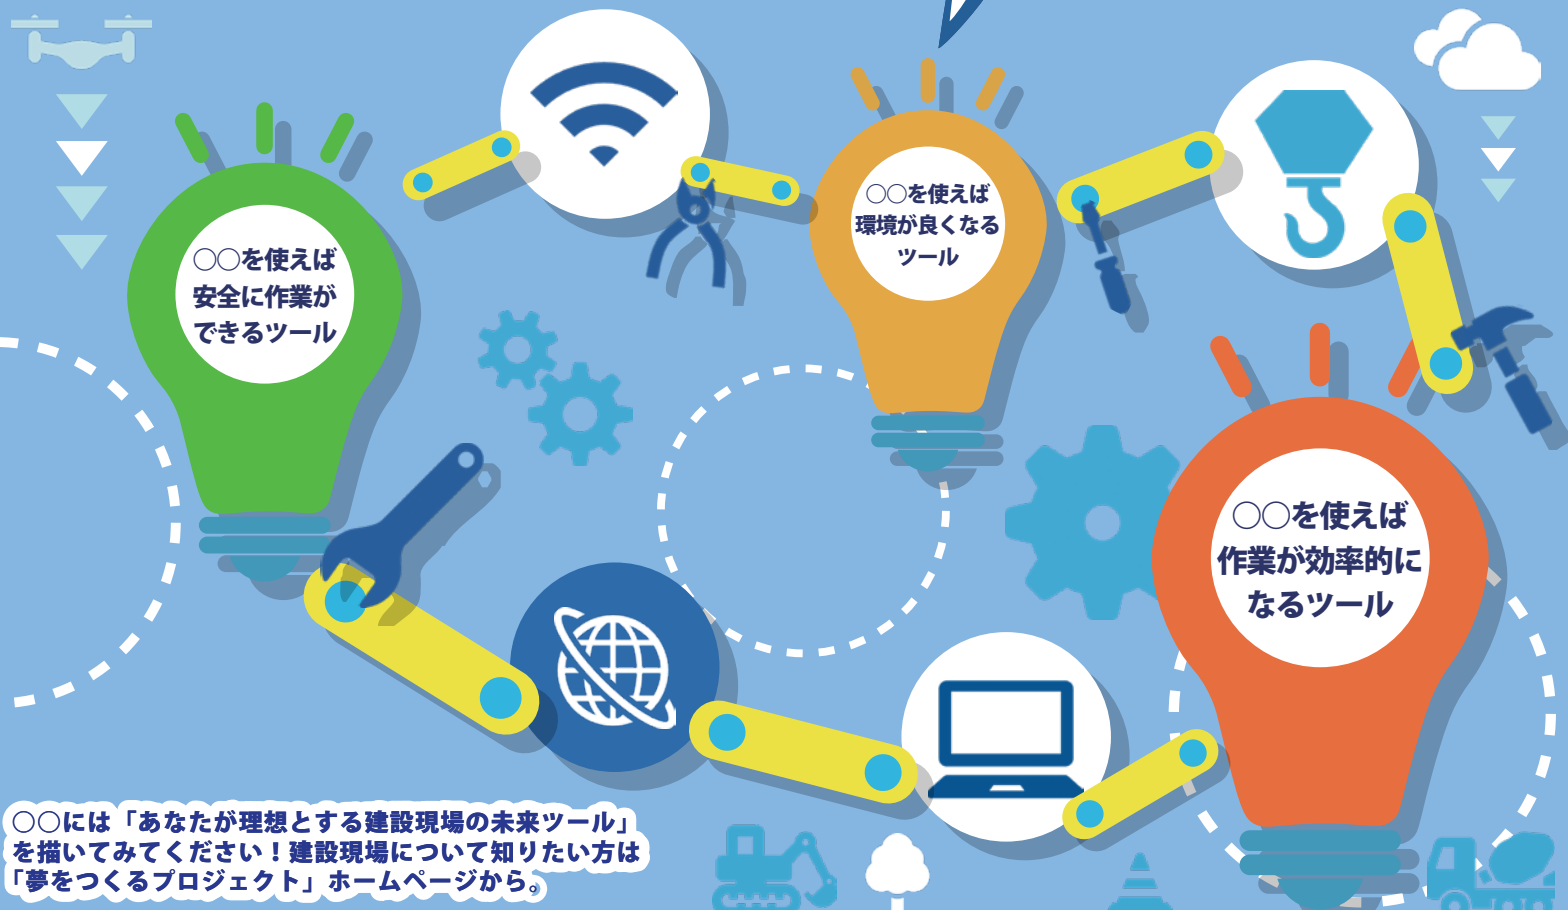 ○○を使えば
安全に作業が
できるツール
○○を使えば
環境が良くなる
ツール
○○を使えば
作業が効率的に
なるツール
○○には「あなたが理想とする建設現場の未来ツール」
を描いてみてください！建設現場について知りたい方は
「夢をつくるプロジェクト」ホームページから。